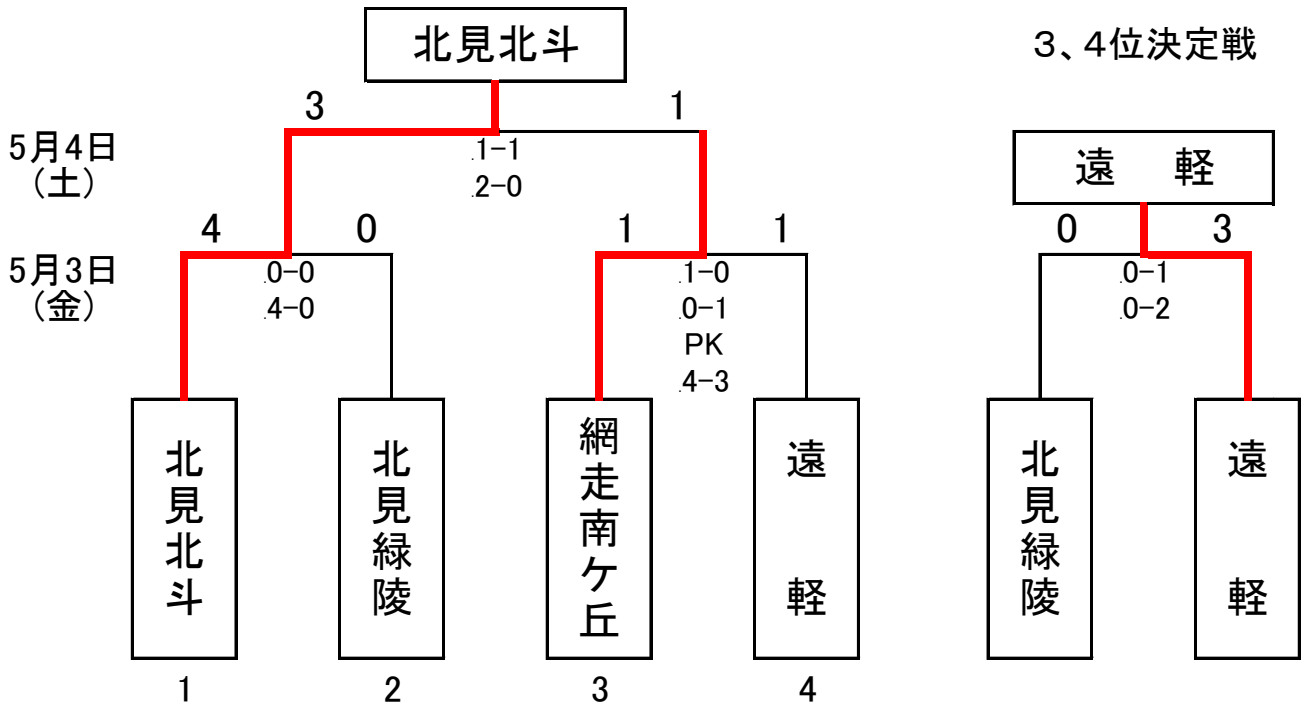 北見北斗
３、４位決定戦
3 1
5月4日
（土）
.1-1
.2-0
遠 軽
4 0 1 1
0 3
5月3日
（金）
.0-0
.4-0
.1-0
.0-1
PK
.4-3
.0-1
.0-2
北見北斗
北見緑陵
網走南ケ丘
遠 軽
北見緑陵
遠 軽
1 2 3 4